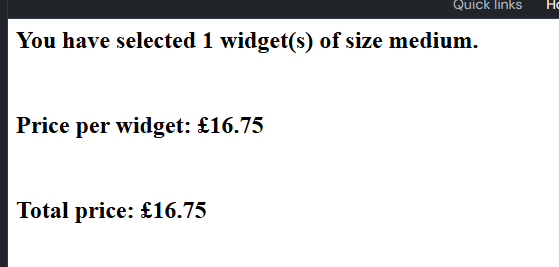 Quick links
You have selected 1 widget(s) of size medium.
Price per widget: £16.75
Total price: £16.75